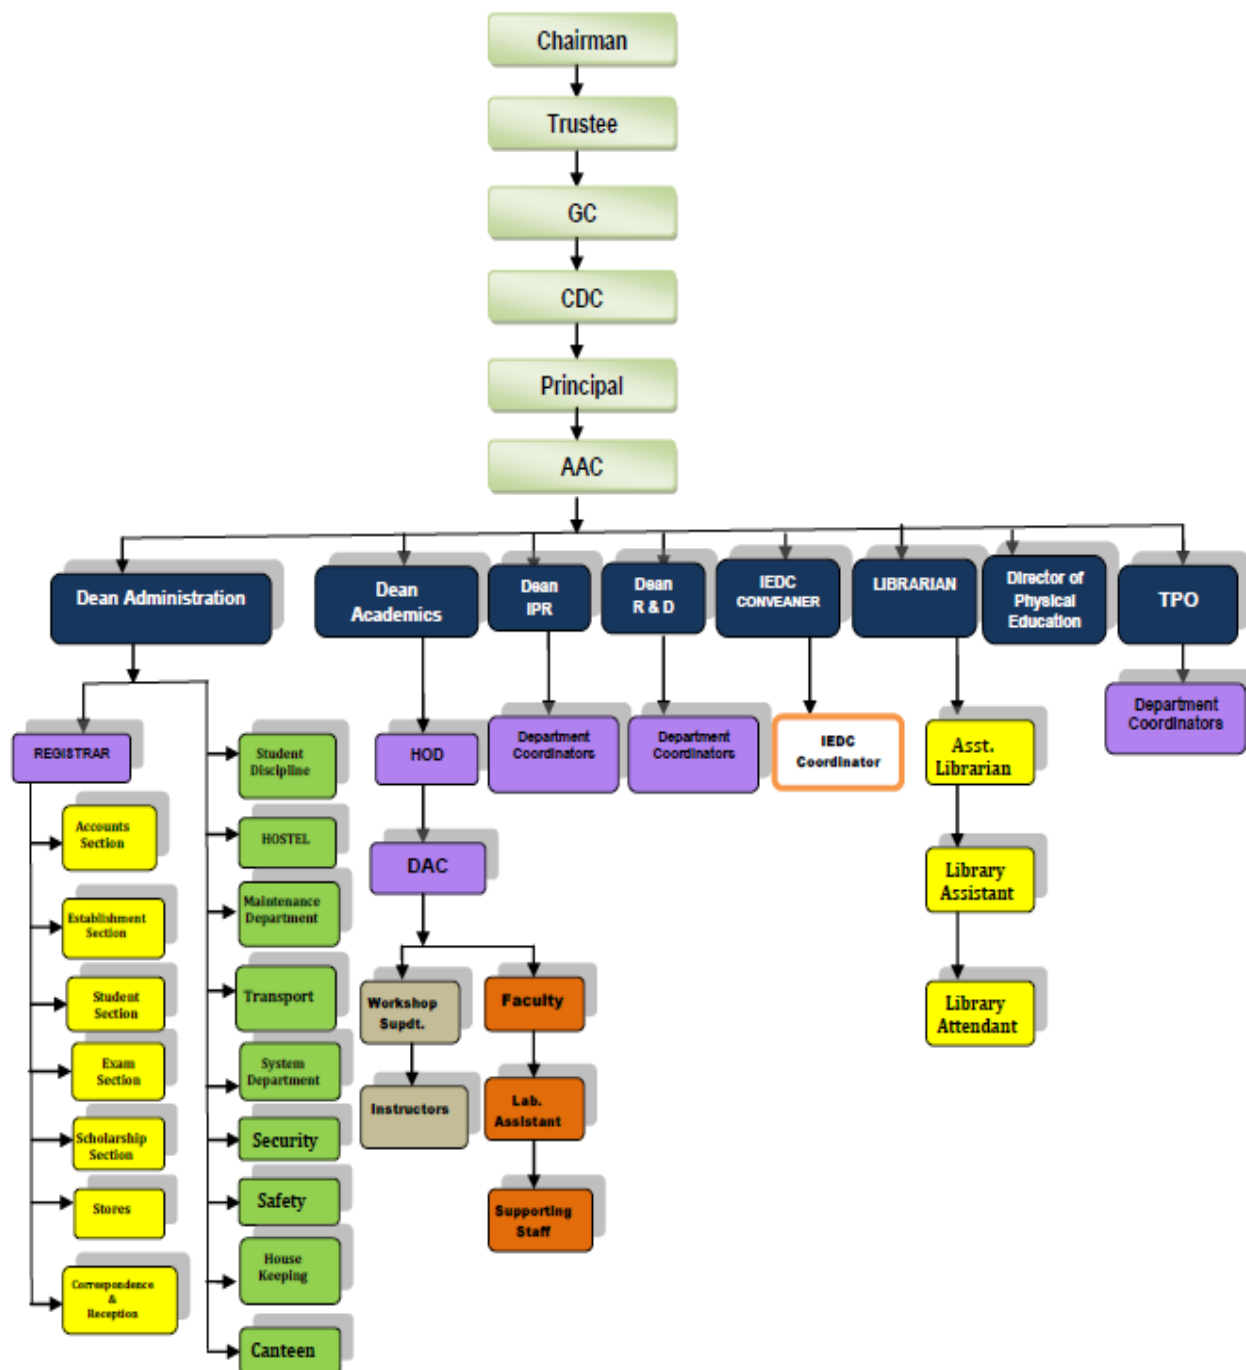 Chairman
Trustee
GC
CDC
Principal
AAC
Dean Administration
Dean
Academics
Dean
IPR
Dean
R & D
IEDC
CONVEANER
LIBRARIAN
Director of
Physical
Education
TPO
REGISTRAR
Accounts
Section
Establishment
Section
Student
Section
Exam
Section
Scholarship
Section
Stores
Correspondence
&
Reception
Student
Discipline
HOSTEL
Maintenance
Department
Transport
System
Department
Security
Safety
House
Keeping
Canteen
HOD
DAC
Workshop
Supdt.
Instructors
Faculty
Lab.
Assistant
Supporting
Staff
Department
Coordinators
Department
Coordinators
IEDC
Coordinator
Asst.
Librarian
Library
Assistant
Library
Attendant
Department
Coordinators